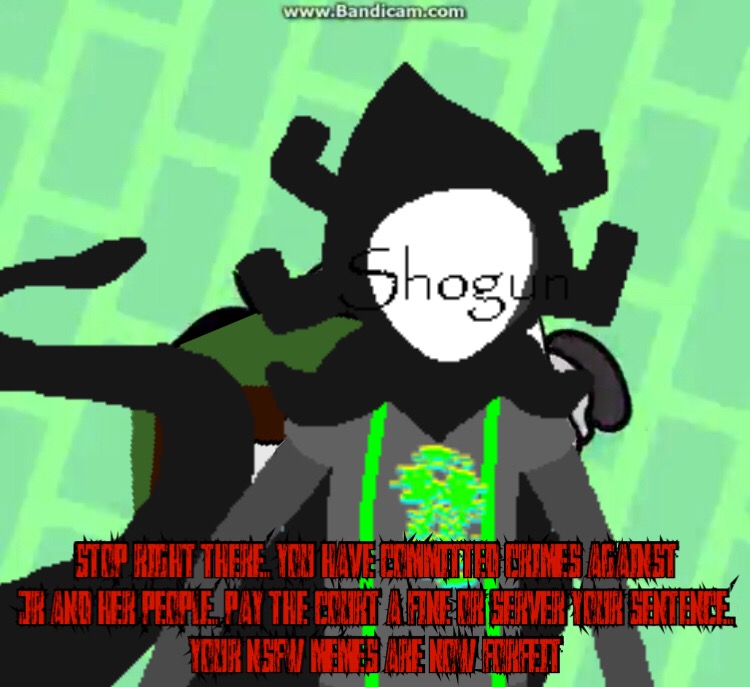 www.Bandicam.com
Shogun
STOP RIGHT THERE. YOU HAVE COMMITTED CRIMES AGAINST
JR AND HER PEOPLE. PAY THE COURT A FINE OR SERVER YOUR SENTENCE.
YOUR NSFW MEMES ARE NOW FORFEIT